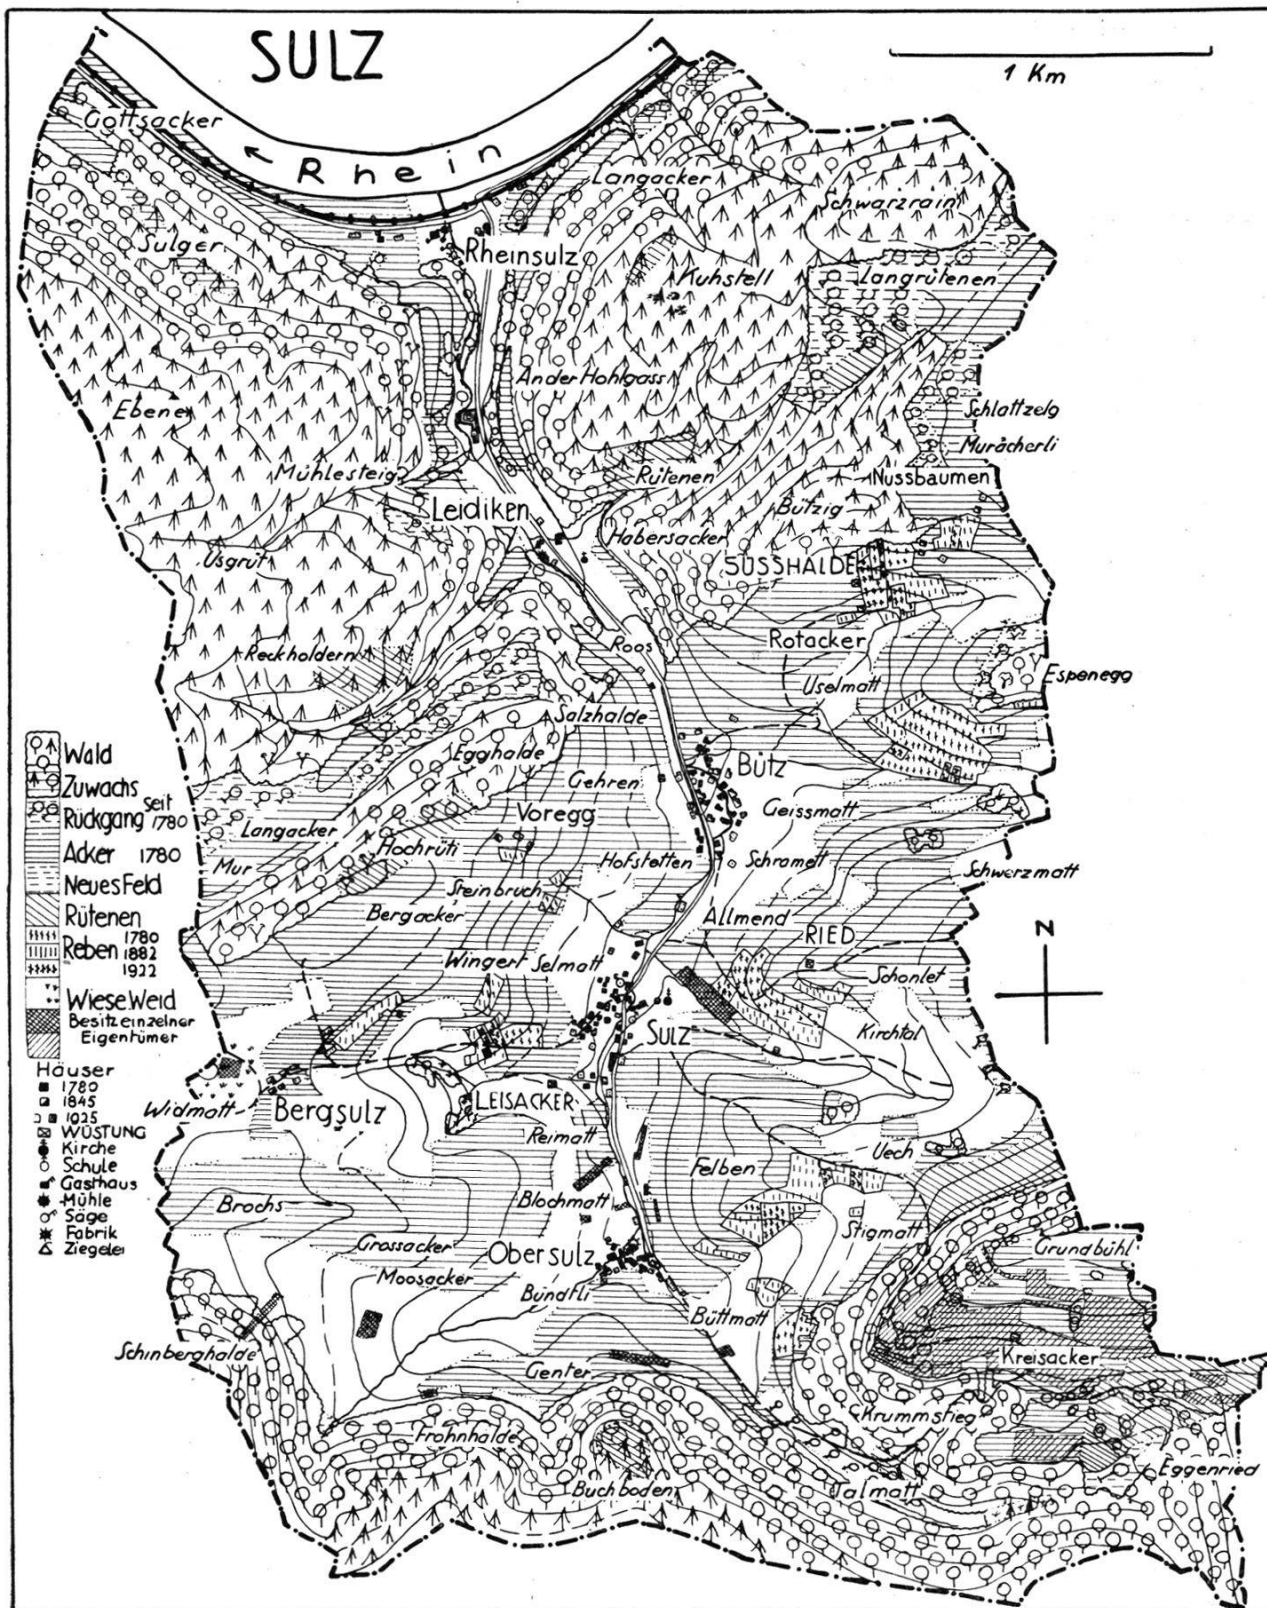 SULZ
1 Km
Gottsacker
← Rhein
Langacker
Schwarzrain
Sulger
Rheinsulz
Kuhstell
Langrütenen
An der Hohlgass
Ebene
Schlattzelg
Murächerli
Mühlesteig
Rütenen
Nussbaumen
Leidiken
Bützig
Habersacker
Usgrüt
SÜSSHALDE
Rotacker
Roos
Reckholdern
Espenegg
Uselmatt
Salzhalde
Egghalde
Bütz
Gehren
Geissmatt
Voregg
Langacker
Hochrüti
Hofstetten
Schramett
Mur
Schwerzmatt
Steinbruch
Bergacker
Allmend
RIED
Wingert
Selmatt
Schonlet
Sulz
Kirchtal
Widmatt
Bergsulz
LEISACKER
Reimatt
Uech
Felben
Brochs
Blochmatt
Stigmatt
Grossacker
Obersulz
Grundbühl
Moosacker
Bündtli
Büttmatt
Schinberghalde
Genter
Kreisacker
Krummstieg
Frohnhalde
Buchboden
Talmatt
Eggenried
N
Wald
Zuwachs
Rückgang seit 1780
Acker 1780
Neues Feld
Rütenen
Reben 1780
1882
1922
Wiese. Weid
Besitz einzelner
Eigentümer
Häuser
1780
1845
1925
WÜSTUNG
Kirche
Schule
Gasthaus
Mühle
Säge
Fabrik
Ziegelei